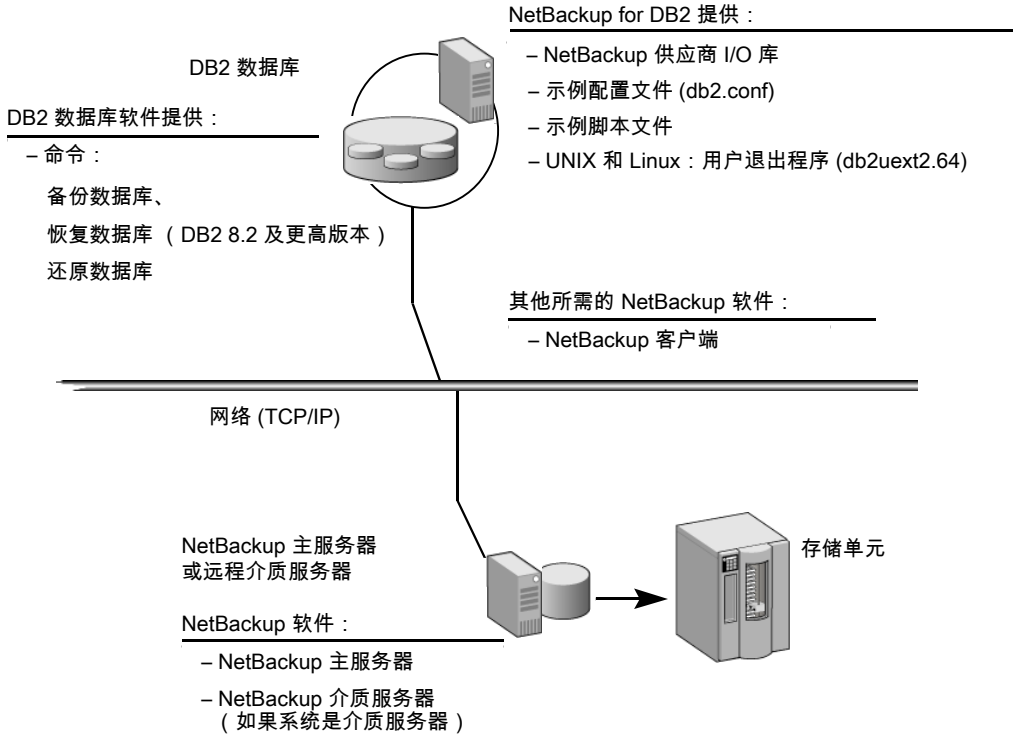 NetBackup for DB2 提供：
– NetBackup 供应商 I/O 库
– 示例配置文件 (db2.conf)
– 示例脚本文件
– UNIX 和 Linux：用户退出程序 (db2uext2.64)
DB2 数据库
DB2 数据库软件提供：
– 命令：
备份数据库、
恢复数据库 （DB2 8.2 及更高版本）
还原数据库
其他所需的 NetBackup 软件：
– NetBackup 客户端
网络 (TCP/IP)
NetBackup 主服务器
或远程介质服务器
存储单元
NetBackup 软件：
– NetBackup 主服务器
– NetBackup 介质服务器
（如果系统是介质服务器）